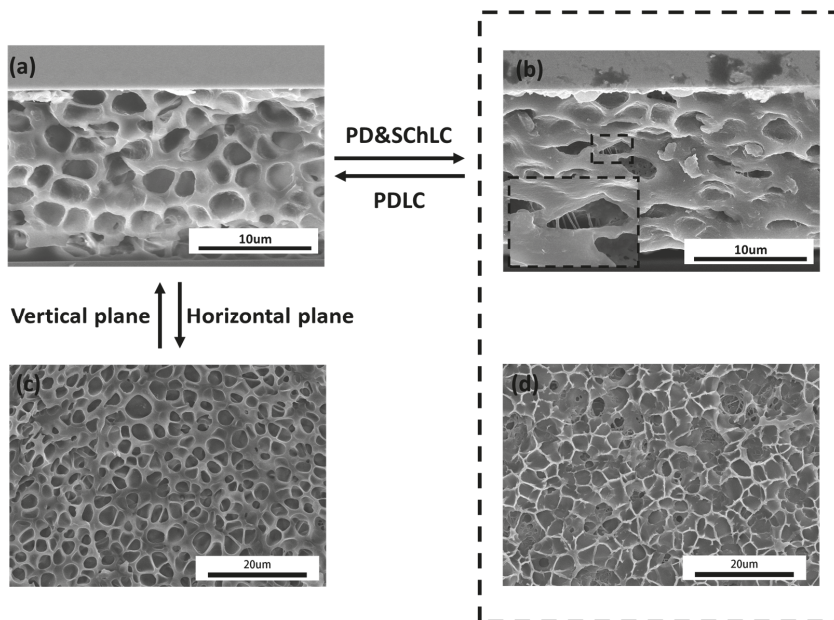 (a)
(b)
PD&SChLC
PDLC
10um
10um
Vertical plane
Horizontal plane
(c)
(d)
20um
20um